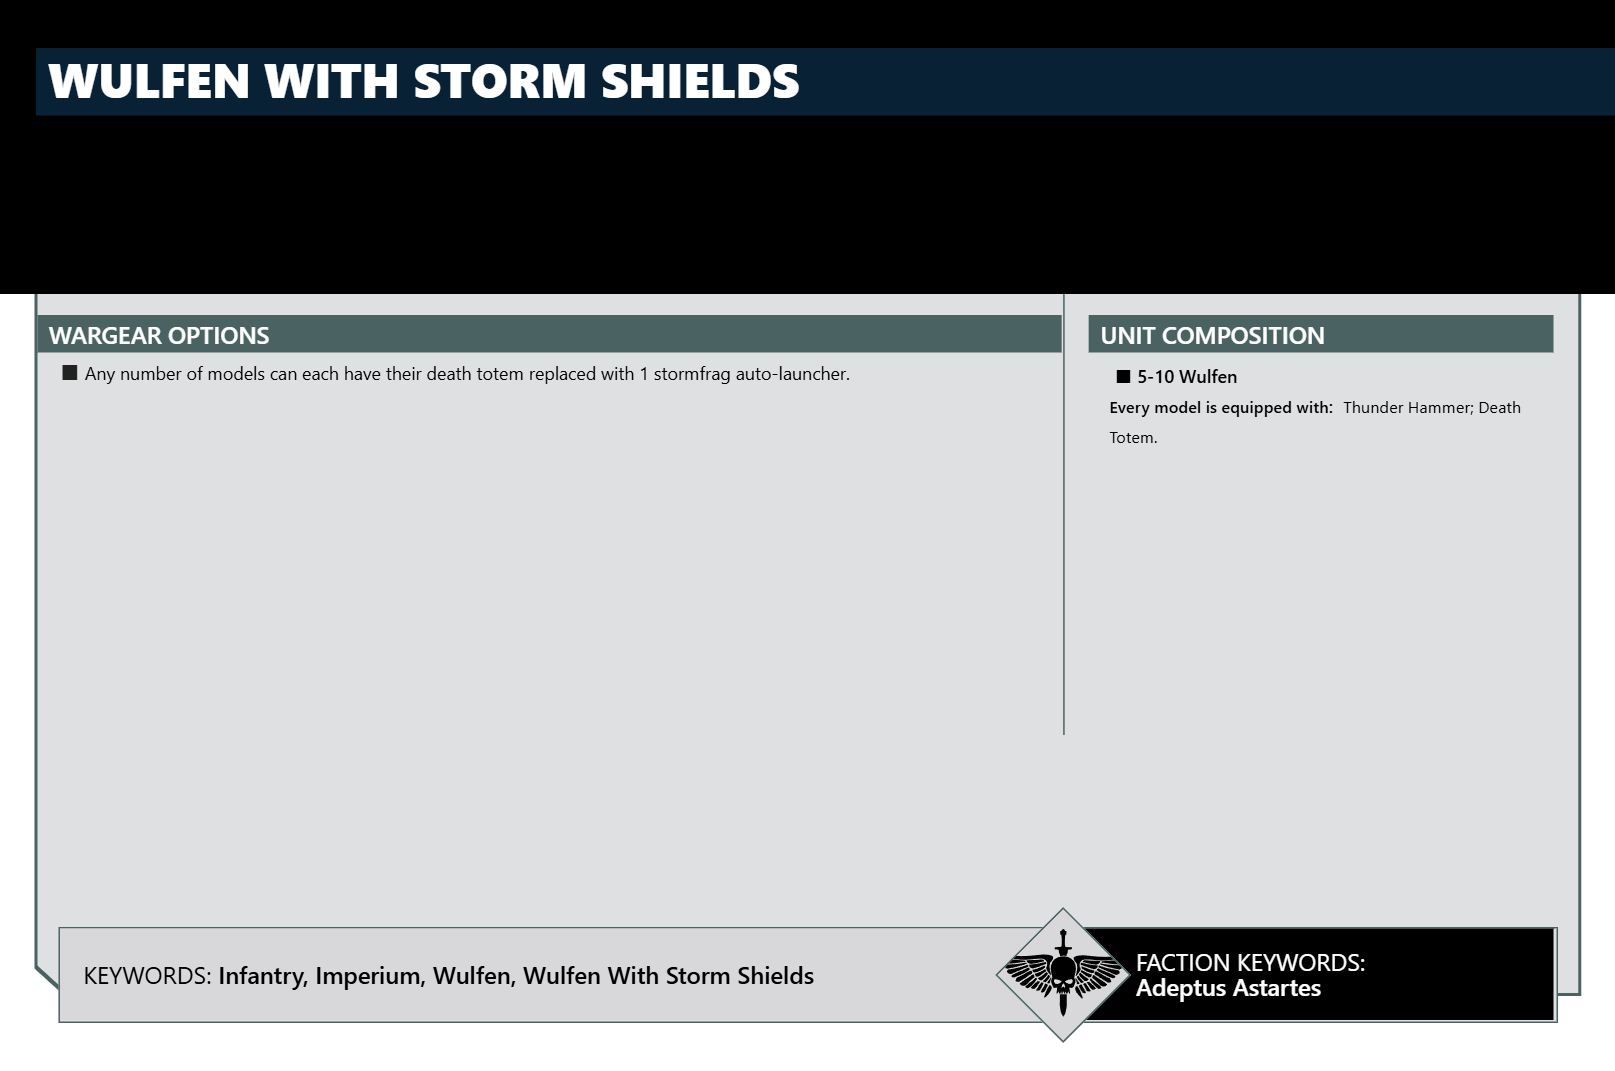 WULFEN WITH STORM SHIELDS
WARGEAR OPTIONS
■ Any number of models can each have their death totem replaced with 1 stormfrag auto-launcher.
UNIT COMPOSITION
■ 5-10 Wulfen
Every model is equipped with: Thunder Hammer; Death
Totem.
KEYWORDS: Infantry, Imperium, Wulfen, Wulfen With Storm Shields
FACTION KEYWORDS:
Adeptus Astartes